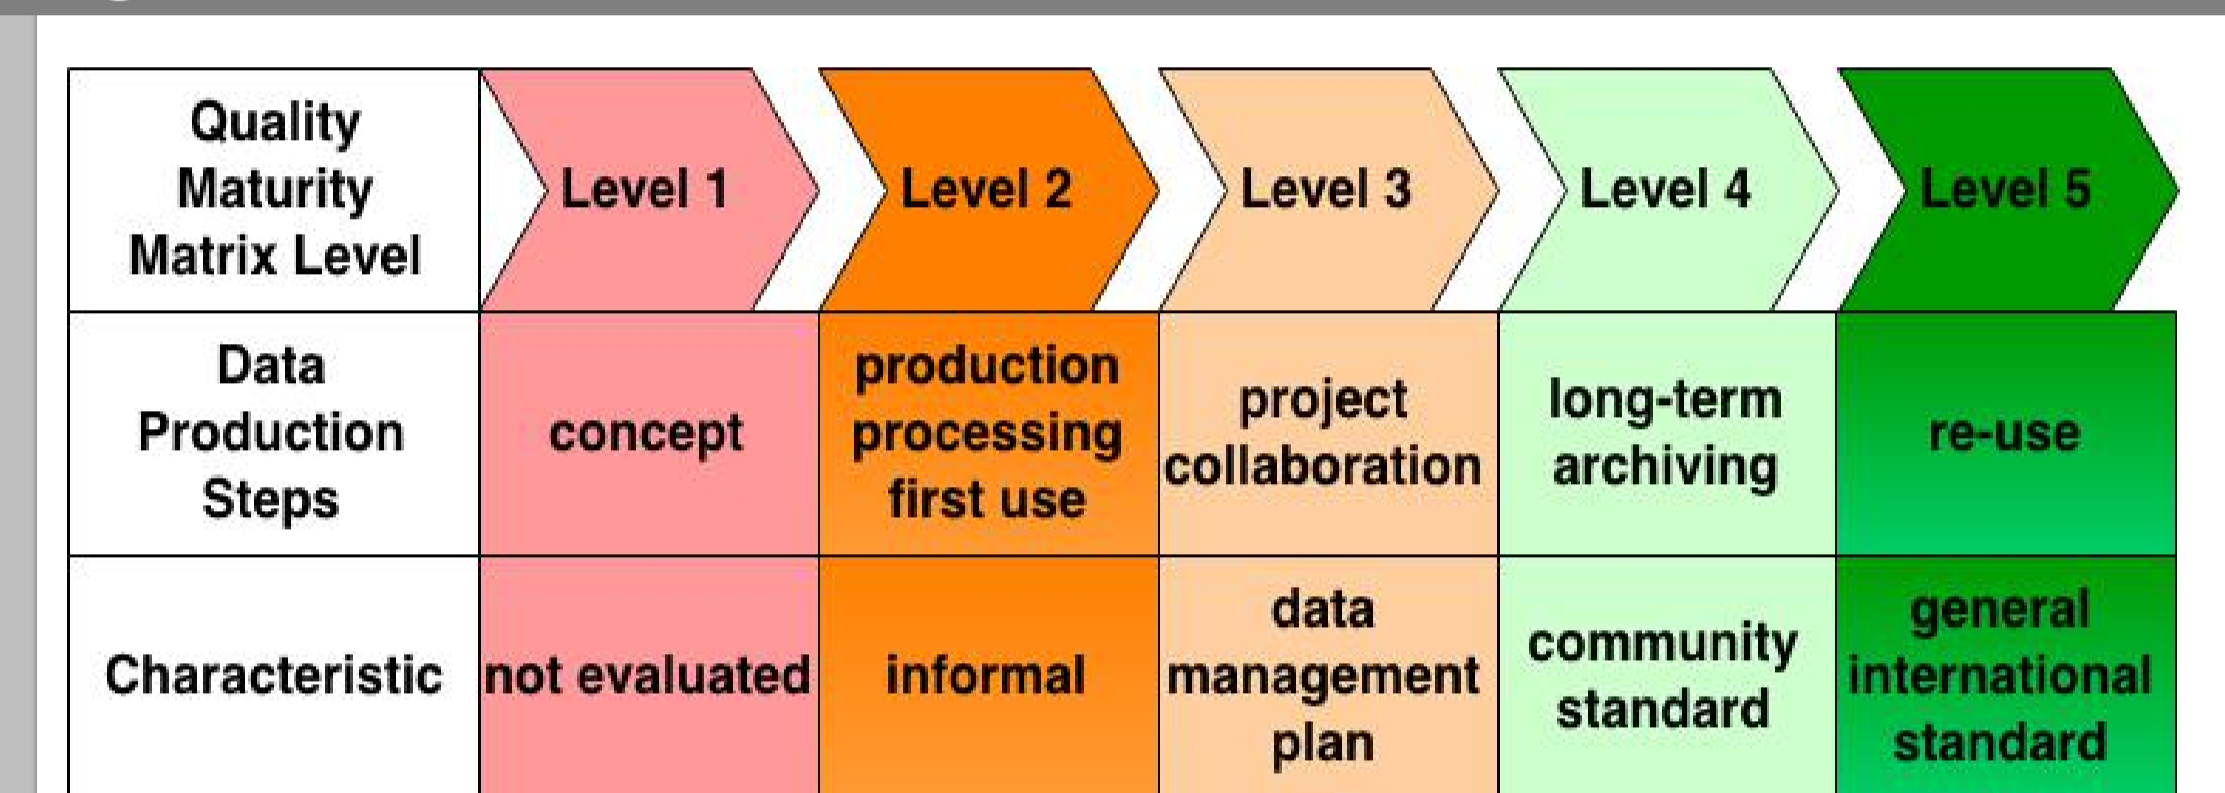 Quality
Maturity
Matrix Level
Level 1
Level 2
Level 3
Level 4
Level 5
Data
Production
Steps
concept
production
processing
first use
project
collaboration
long-term
archiving
re-use
Characteristic
not evaluated
informal
data
management
plan
community
standard
general
international
standard